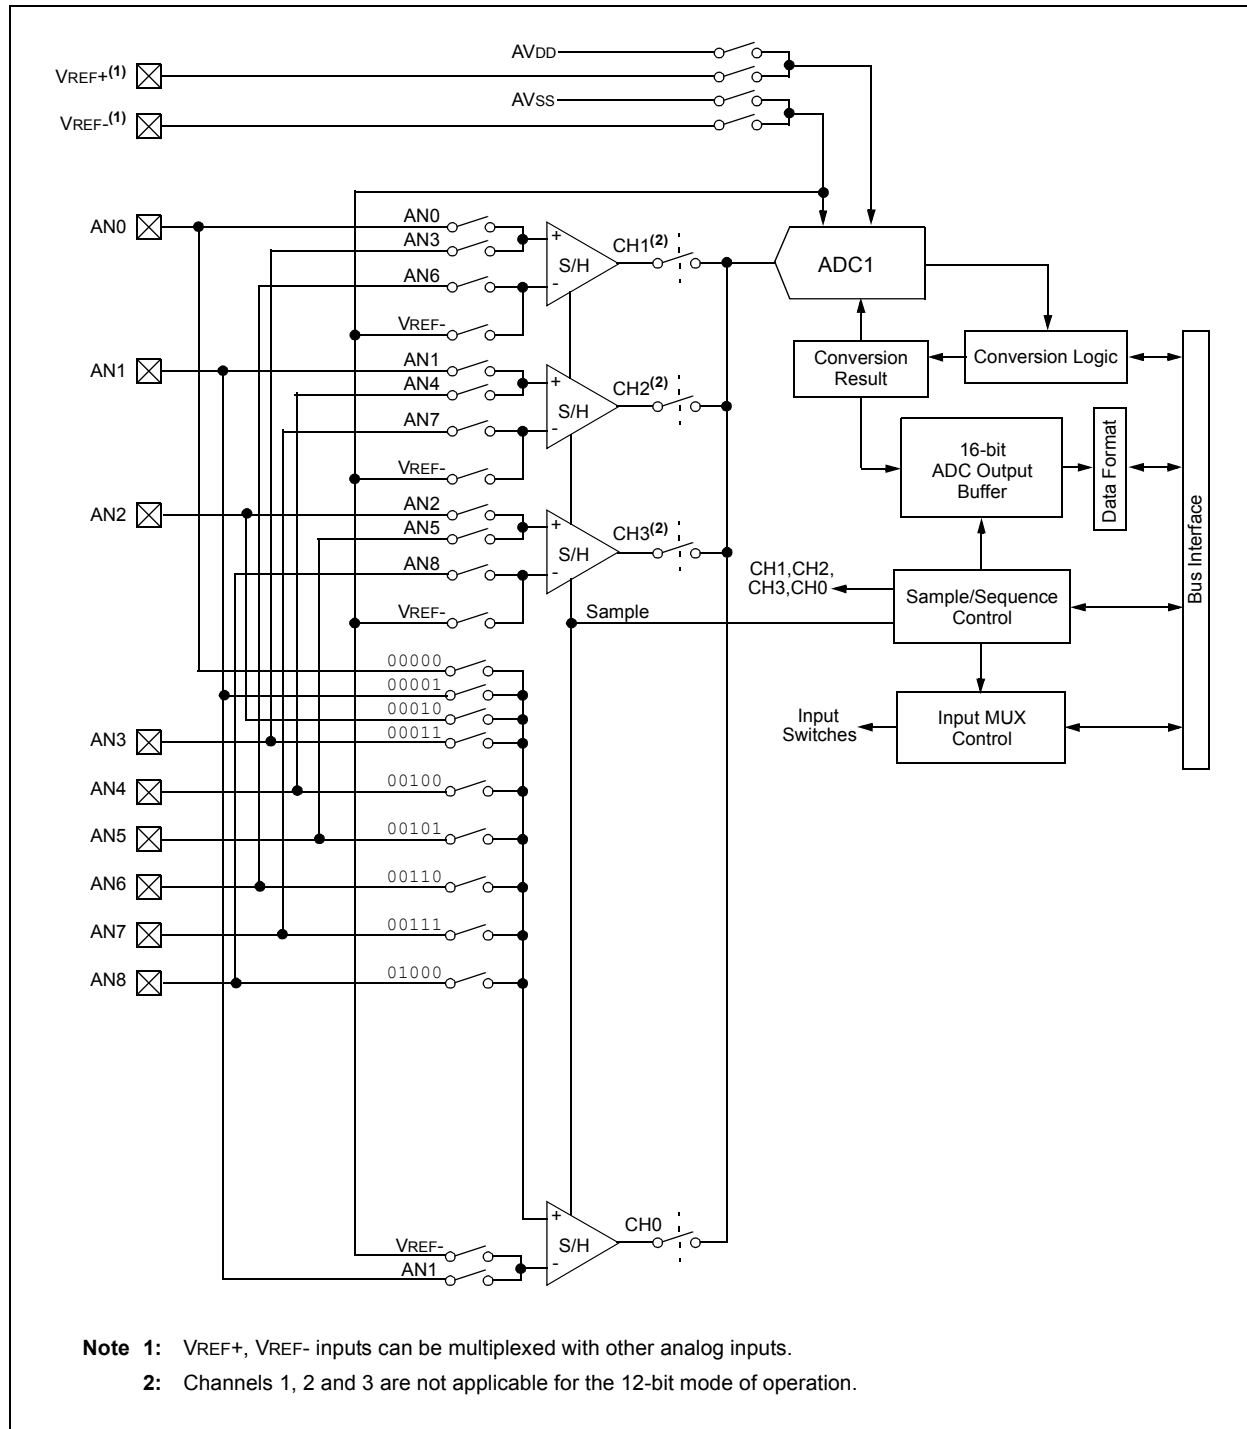 AVDD
VREF+(1)
AVSS
VREF-(1)
AN0
AN0
AN3
AN6
VREF-
+
-
S/H
CH1(2)
ADC1
AN1
AN1
AN4
AN7
VREF-
+
-
S/H
CH2(2)
Conversion
Result
Conversion Logic
16-bit
ADC Output
Buffer
Data Format
Bus Interface
AN2
AN2
AN5
AN8
VREF-
+
-
S/H
CH3(2)
CH1,CH2,
CH3,CH0
Sample/Sequence
Control
Sample
00000
00001
00010
00011
AN3
Input
Switches
Input MUX
Control
AN4
00100
AN5
00101
AN6
00110
AN7
00111
AN8
01000
VREF-
AN1
+
-
S/H
CH0
Note 1: VREF+, VREF- inputs can be multiplexed with other analog inputs.
2: Channels 1, 2 and 3 are not applicable for the 12-bit mode of operation.